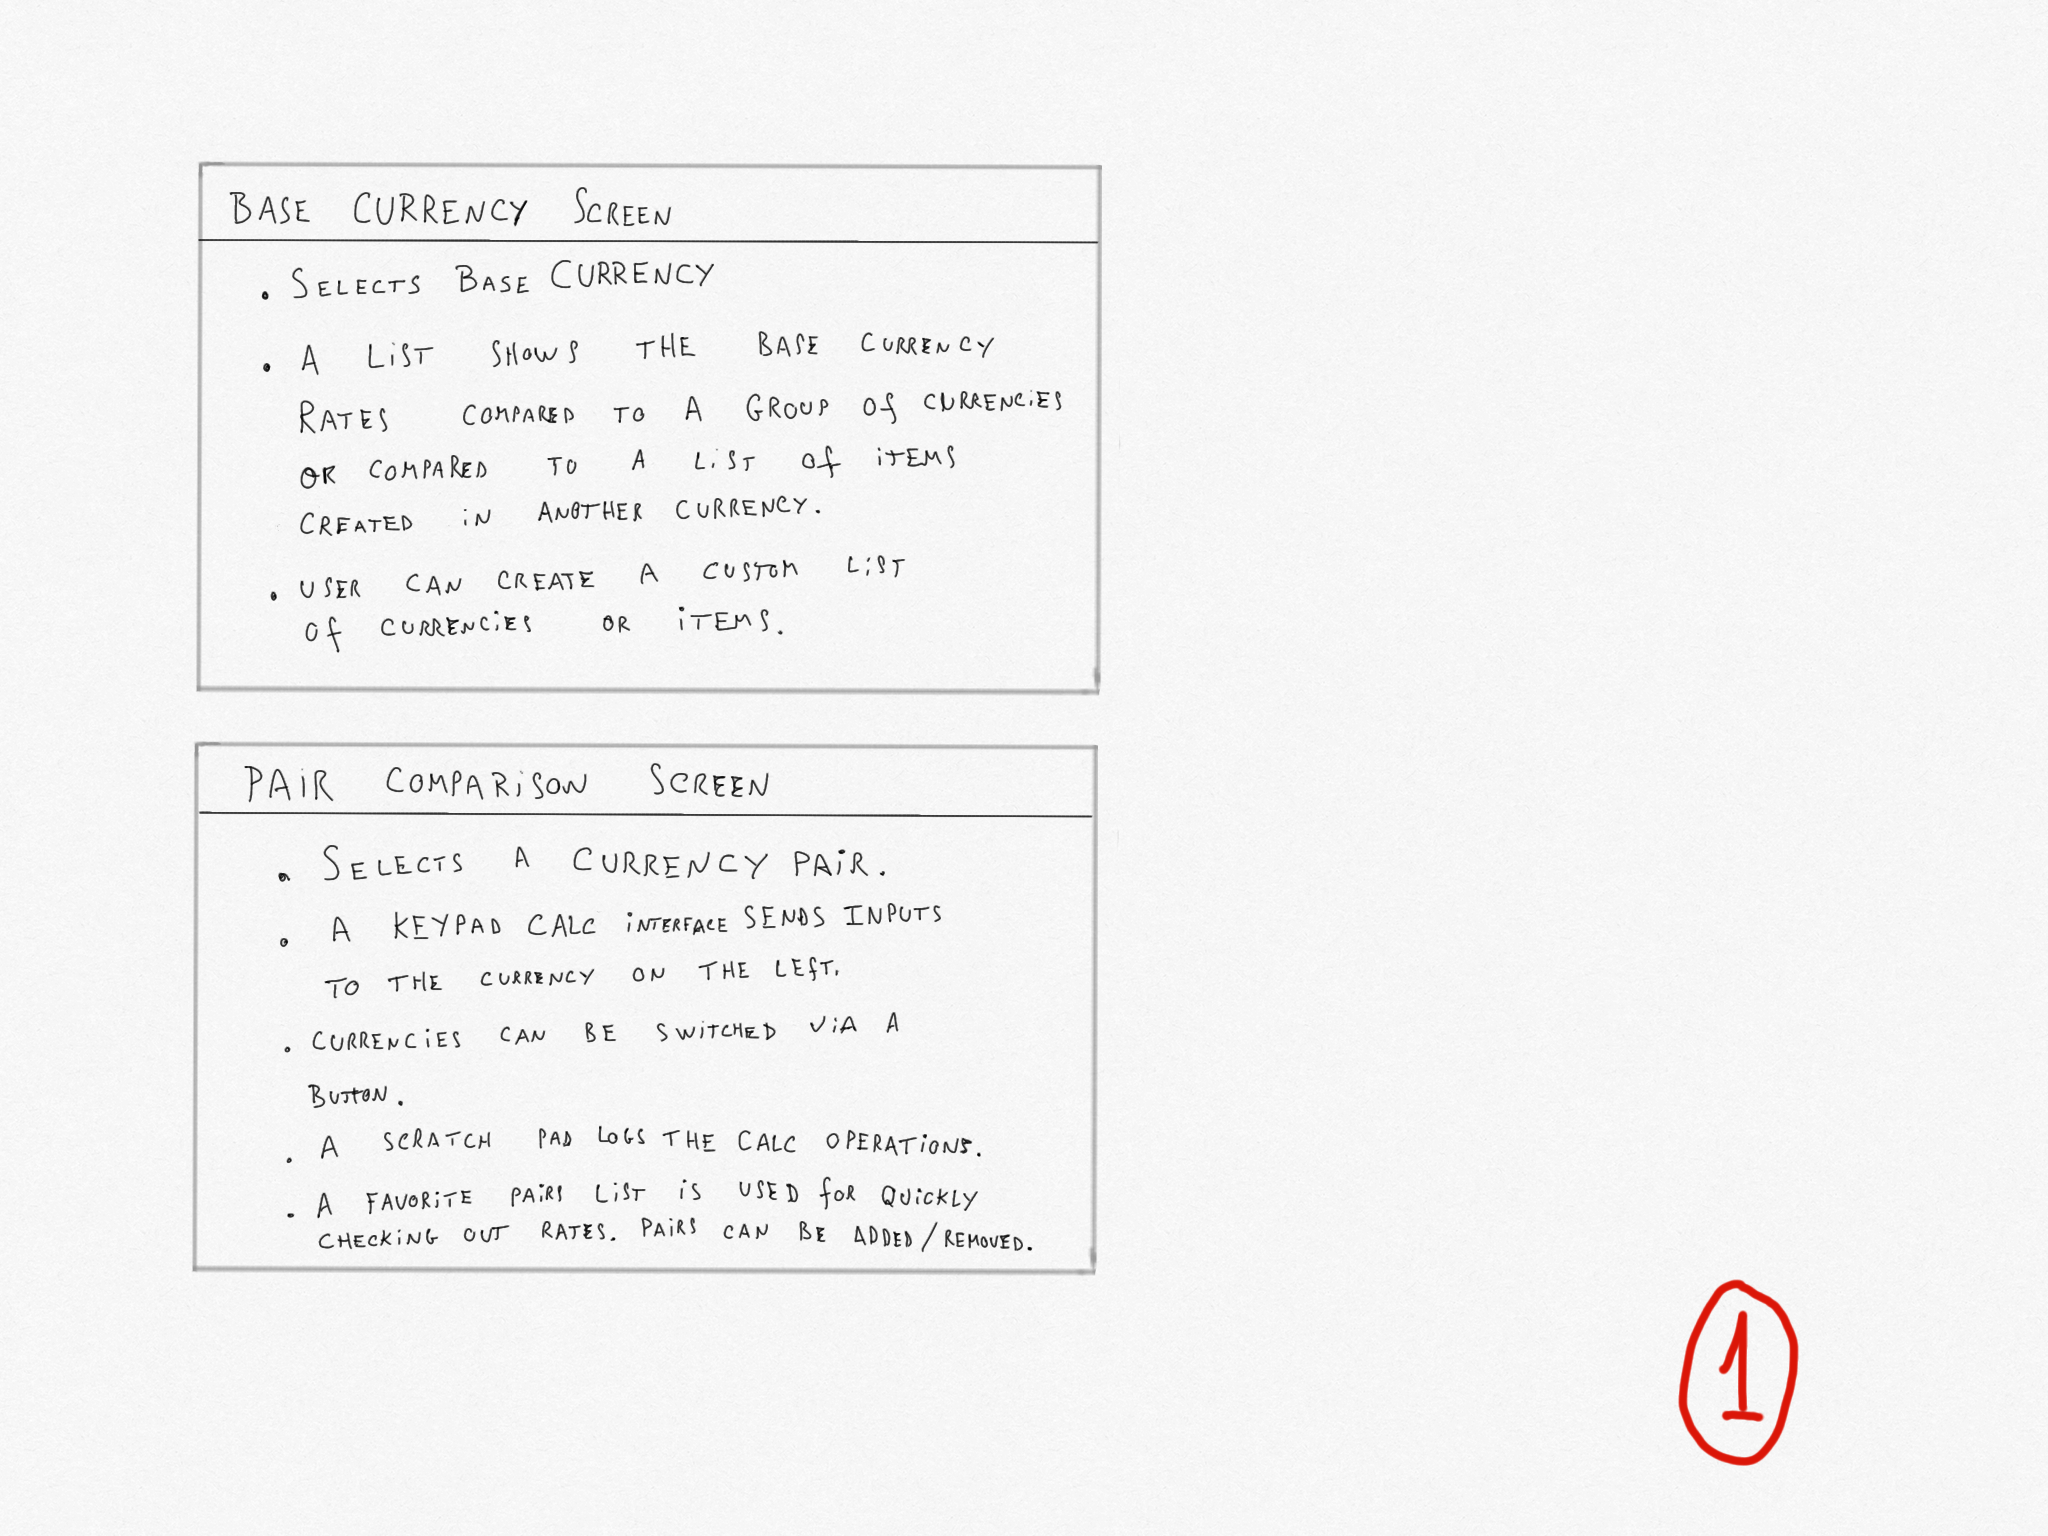 BASE CURRENCY SCREEN
. SELECTS BASE CURRENCY
. A LiST SHOWS THE BASE CURRENCY
RATES COMPARED TO A GROUP Of CURRENCiES
OR COMPARED TO A LiST Of iTEMS
CREATED iN ANOTHER CURRENCY.
. USER CAN CREATE A CUSTOM LiST
Of CURRENCiES OR iTEMS.
PAiR COMPARiSON SCREEN
. SELECTS A CURRENCY PAiR.
. A KEYPAD CALC iNTERFACE SENDS INPUTS
TO THE CURRENCY ON THE LEfT.
. CURRENCiES CAN BE SWiTCHED ViA A
BUTTON.
. A SCRATCH PAD LOGS THE CALC OPERATiONS.
. A FAVORiTE PAiRS LiST iS USED fOR QUiCKLY
CHECKiNG OUT RATES. PAiRS CAN BE ADDED/REMOVED.
1